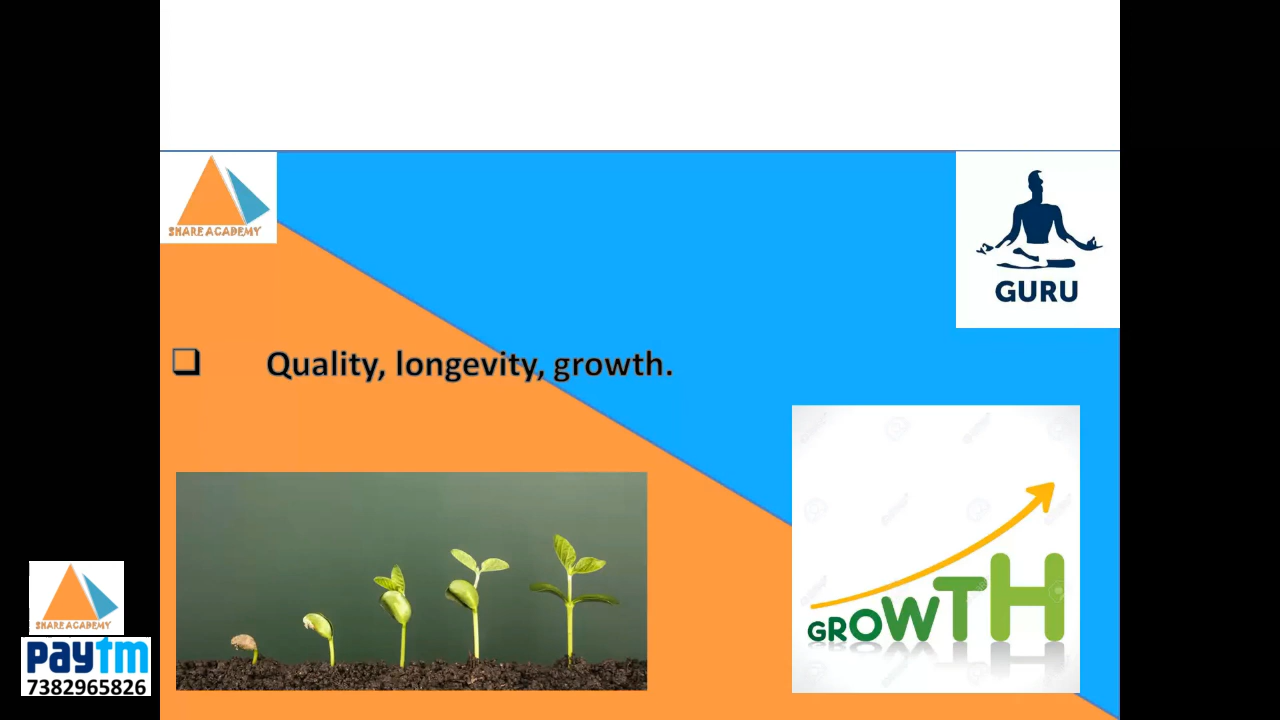 SHARE ACADEMY
GURU
Quality, longevity, growth.
GROWTH
SHARE ACADEMY
paytm
7382965826